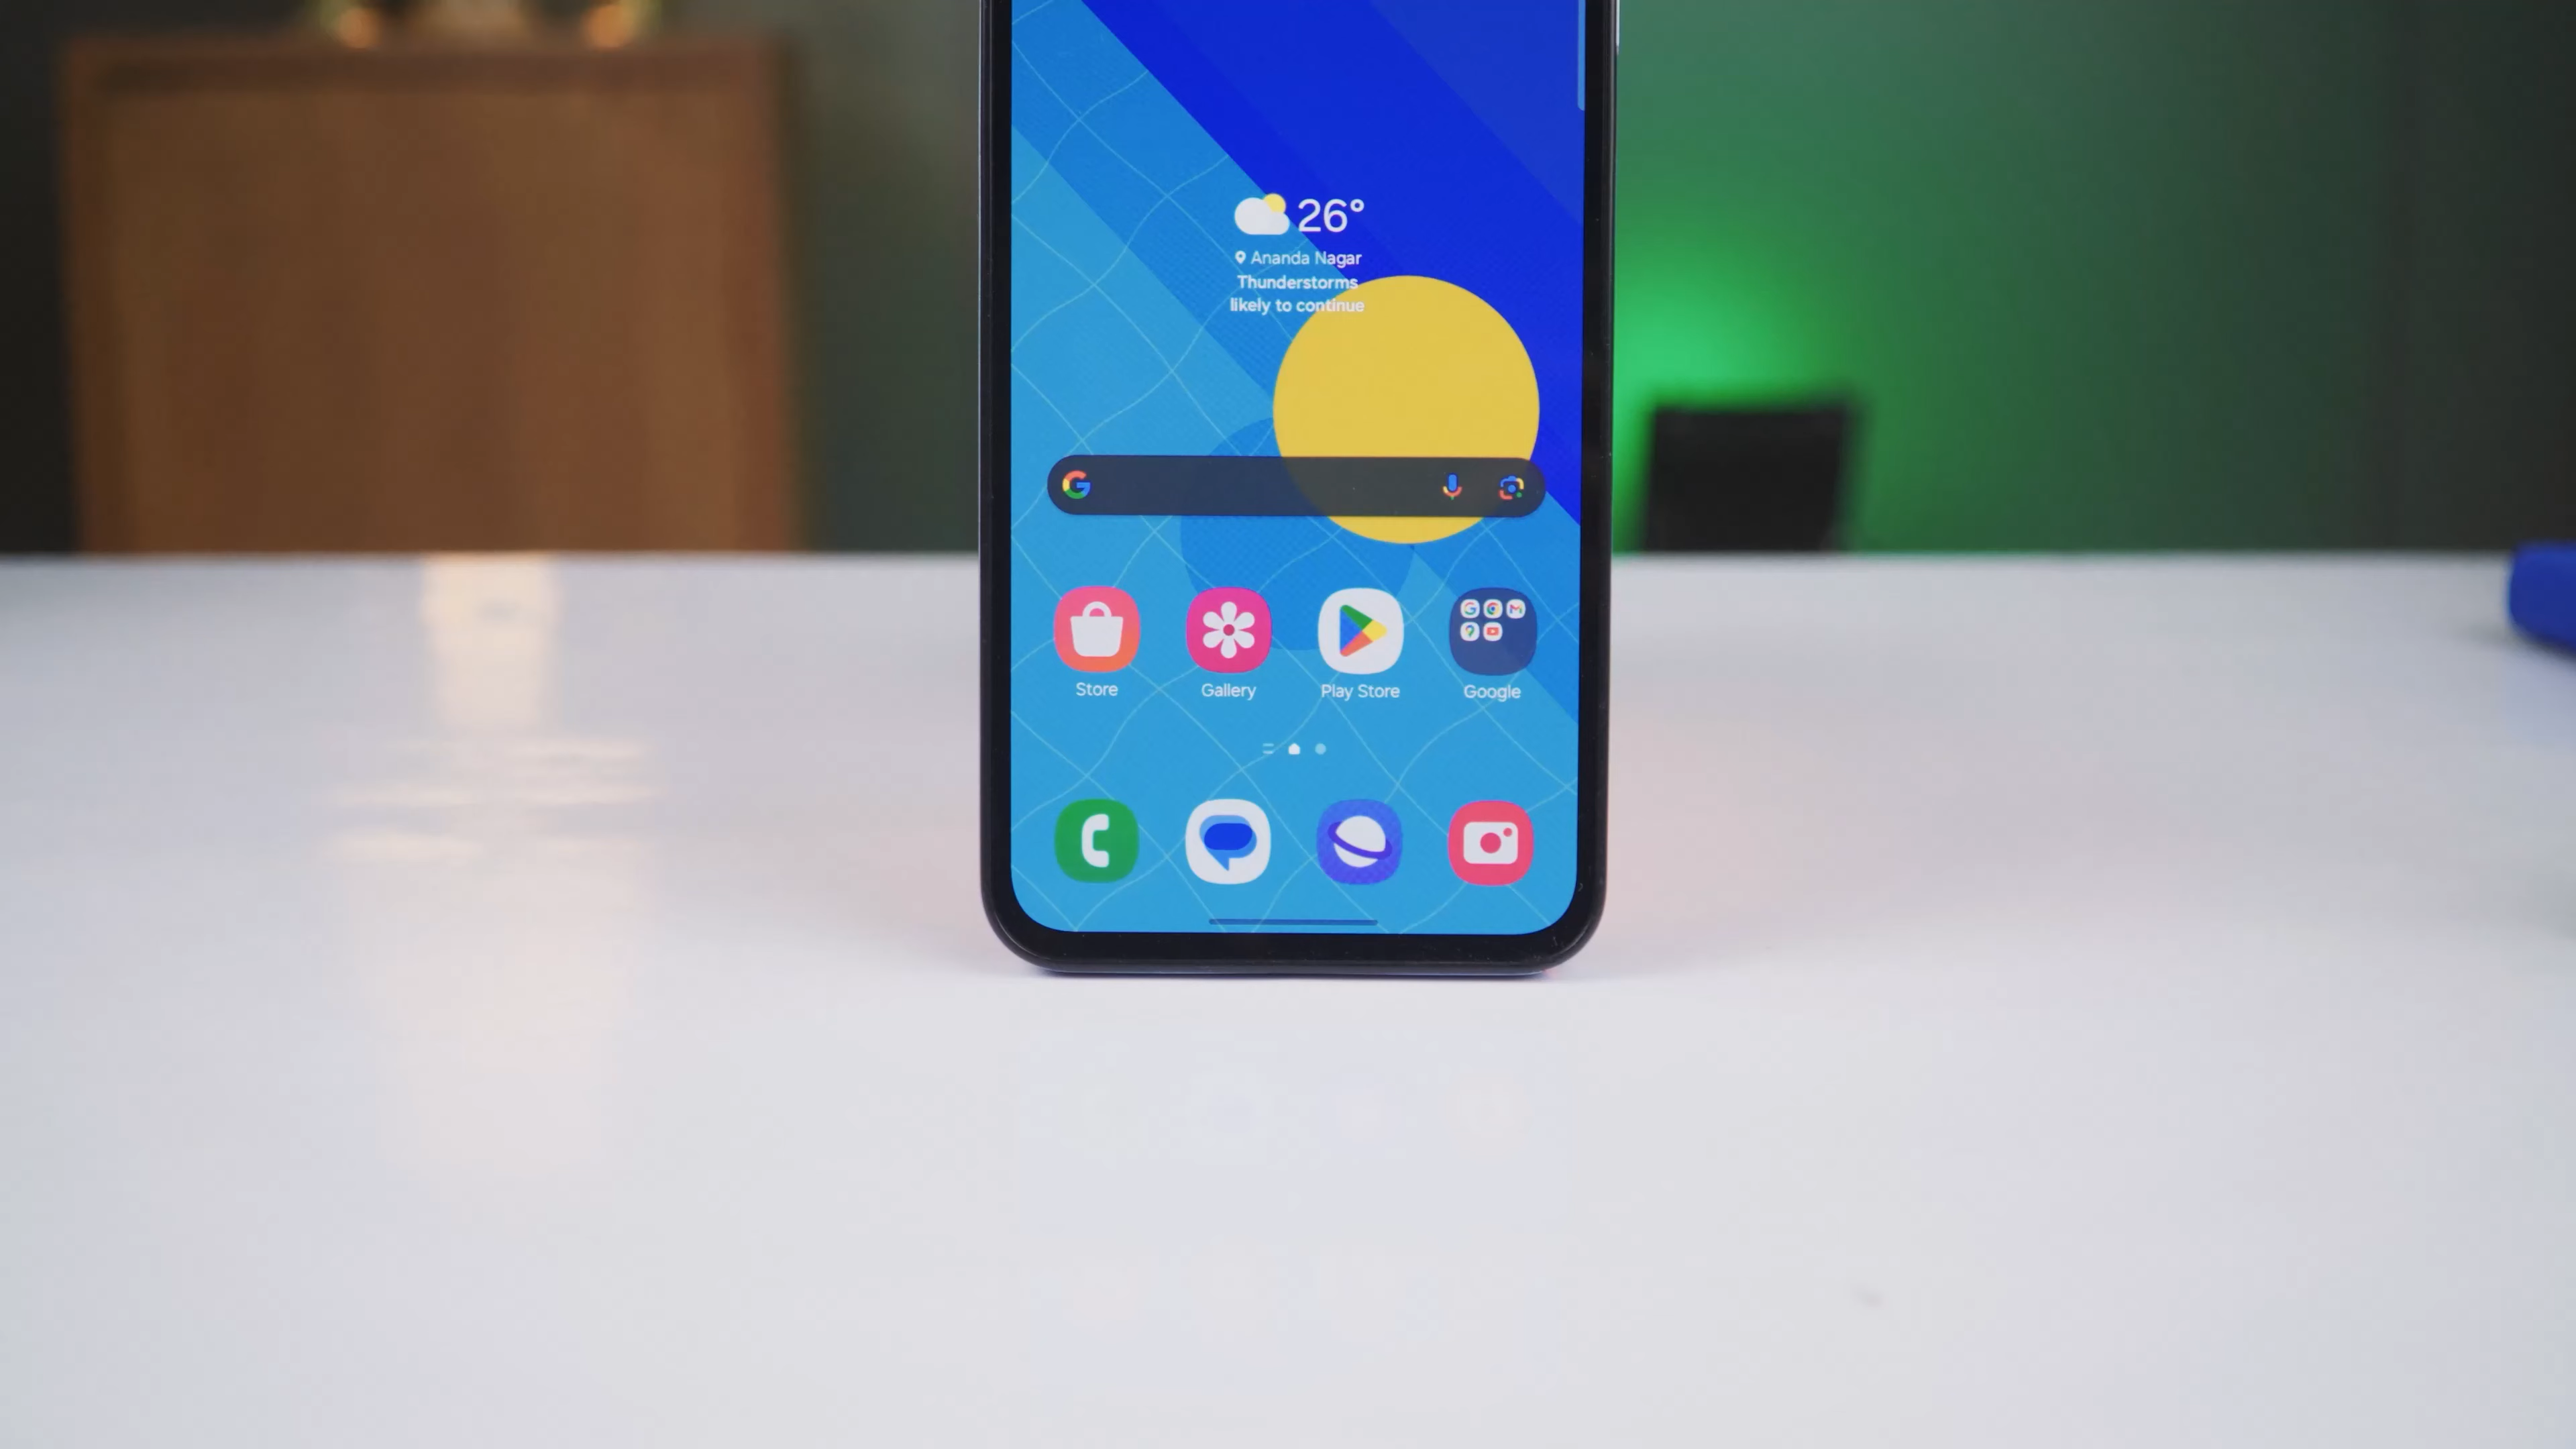 26°
Ananda Nagar
Thunderstorms
likely to continue
Store
Gallery
Play Store
Google